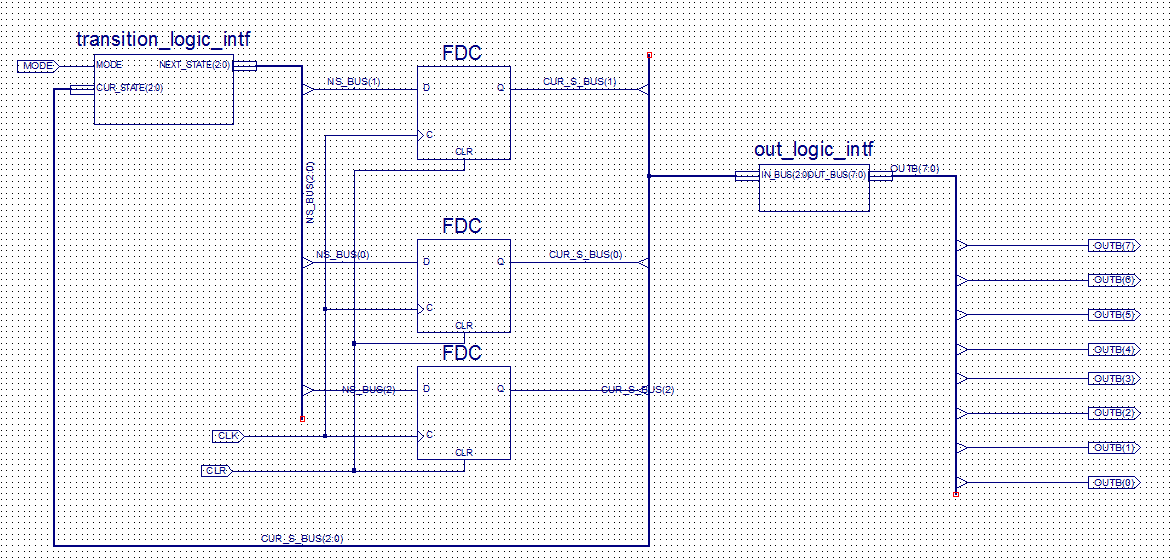 transition_logic_intf
MODE
MODE
NEXT_STATE(2:0)
CUR_STATE(2:0)
FDC
NS_BUS(1)
D
Q
CUR_S_BUS(1)
C
CLR
NS_BUS(2:0)
out_logic_intf
IN_BUS(2:0)
OUT_BUS(7:0)
OUTB(7:0)
FDC
NS_BUS(0)
D
Q
CUR_S_BUS(0)
C
CLR
FDC
NS_BUS(2)
D
Q
CUR_S_BUS(2)
C
CLR
CLK
CLR
OUTB(7)
OUTB(6)
OUTB(5)
OUTB(4)
OUTB(3)
OUTB(2)
OUTB(1)
OUTB(0)
CUR_S_BUS(2:0)